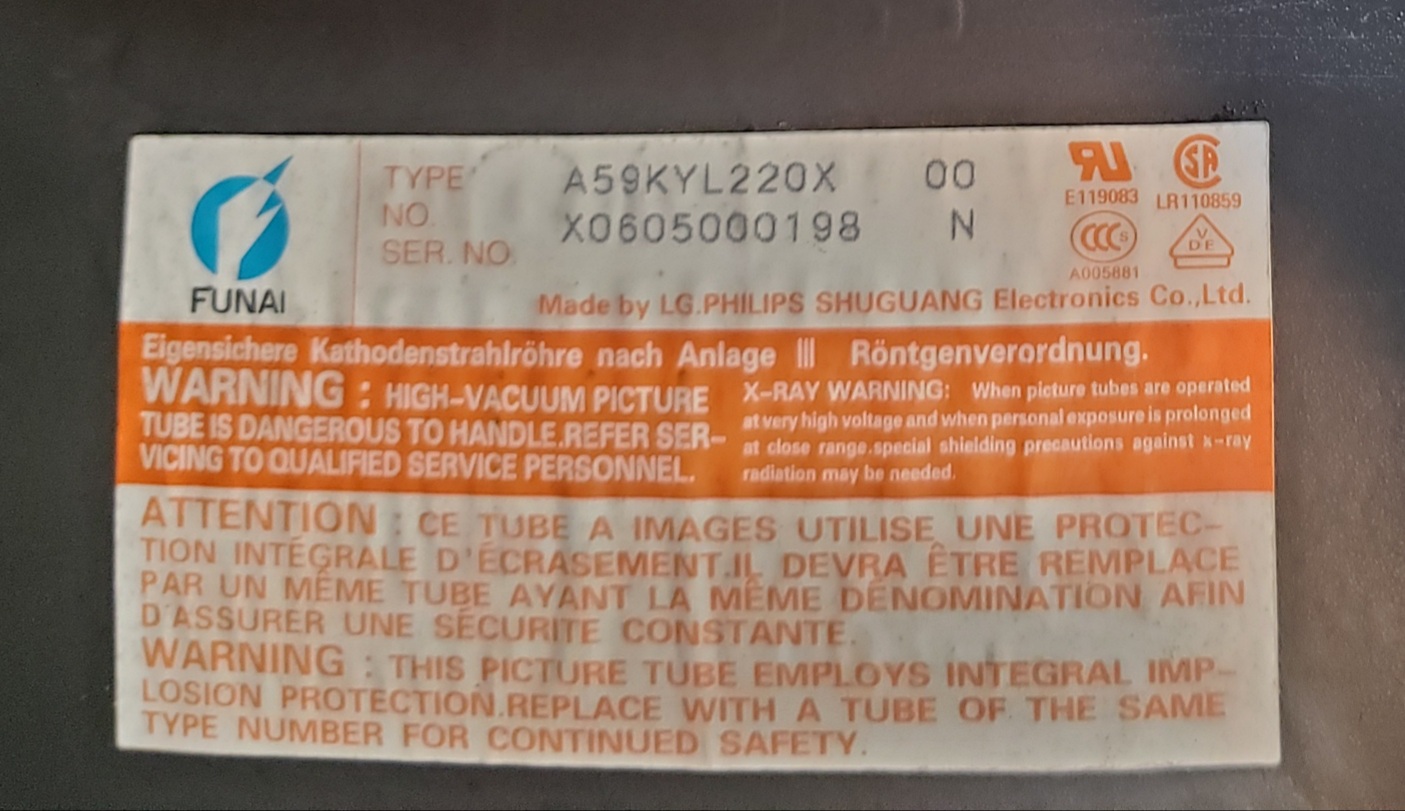 FUNAI
TYPE A59KYL220X 00
NO. X0605000198 N
SER. NO.
E119083 LR110859
CCC S VDE
A005881
Made by LG.PHILIPS SHUGUANG Electronics Co.,Ltd.
Eigensichere Kathodenstrahlröhre nach Anlage III Röntgenverordnung.
WARNING : HIGH-VACUUM PICTURE
TUBE IS DANGEROUS TO HANDLE.REFER SER-
VICING TO QUALIFIED SERVICE PERSONNEL.
X-RAY WARNING: When picture tubes are operated
at very high voltage and when personal exposure is prolonged
at close range.special shielding precautions against x-ray
radiation may be needed.
ATTENTION : CE TUBE A IMAGES UTILISE UNE PROTEC-
TION INTÉGRALE D'ÉCRASEMENT.IL DEVRA ÊTRE REMPLACE
PAR UN MÊME TUBE AYANT LA MÊME DÉNOMINATION AFIN
D'ASSURER UNE SÉCURITE CONSTANTE.
WARNING : THIS PICTURE TUBE EMPLOYS INTEGRAL IMP-
LOSION PROTECTION.REPLACE WITH A TUBE OF THE SAME
TYPE NUMBER FOR CONTINUED SAFETY.